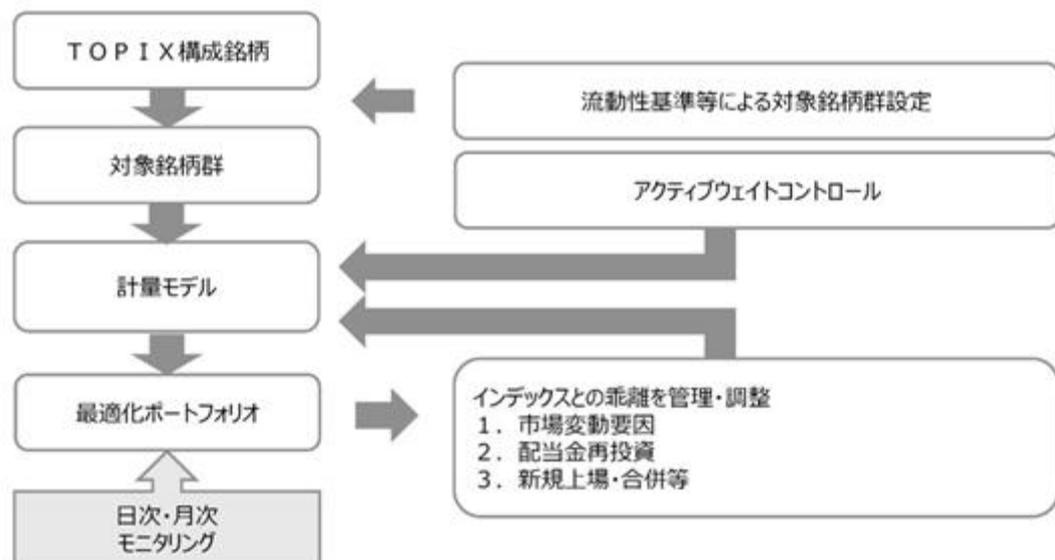 TOPIX構成銘柄
流動性基準等による対象銘柄群設定
対象銘柄群
アクティブウェイトコントロール
計量モデル
最適化ポートフォリオ
インデックスとの乖離を管理・調整
1. 市場変動要因
2. 配当金再投資
3. 新規上場・合併等
日次・月次
モニタリング